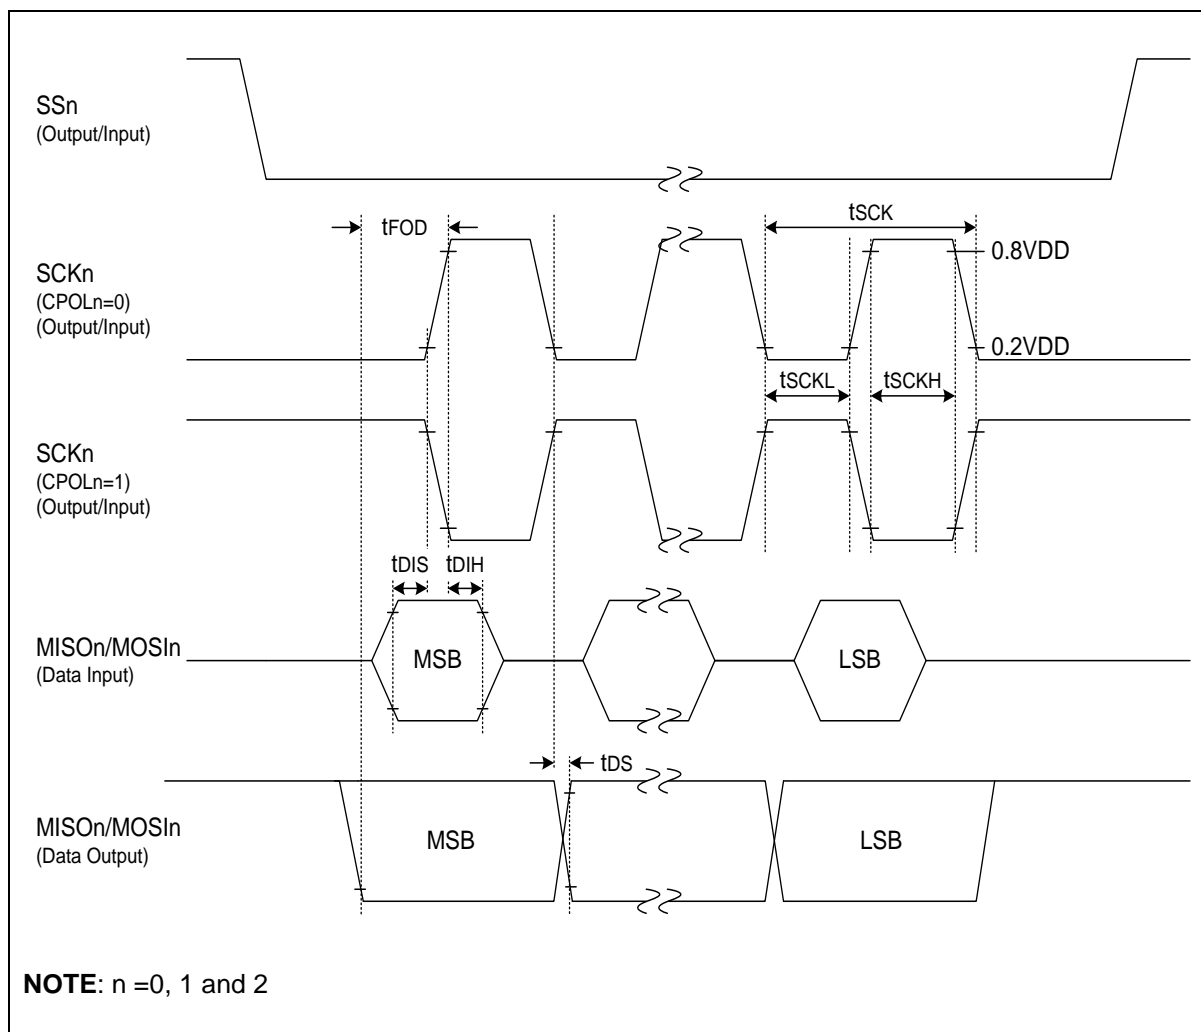 SSn
(Output/Input)
tFOD
tSCK
0.8VDD
SCKn
(CPOLn=0)
(Output/Input)
0.2VDD
tSCKL
tSCKH
SCKn
(CPOLn=1)
(Output/Input)
tDIS
tDIH
MISOn/MOSIn
(Data Input)
MSB
LSB
tDS
MISOn/MOSIn
(Data Output)
MSB
LSB
NOTE: n =0, 1 and 2